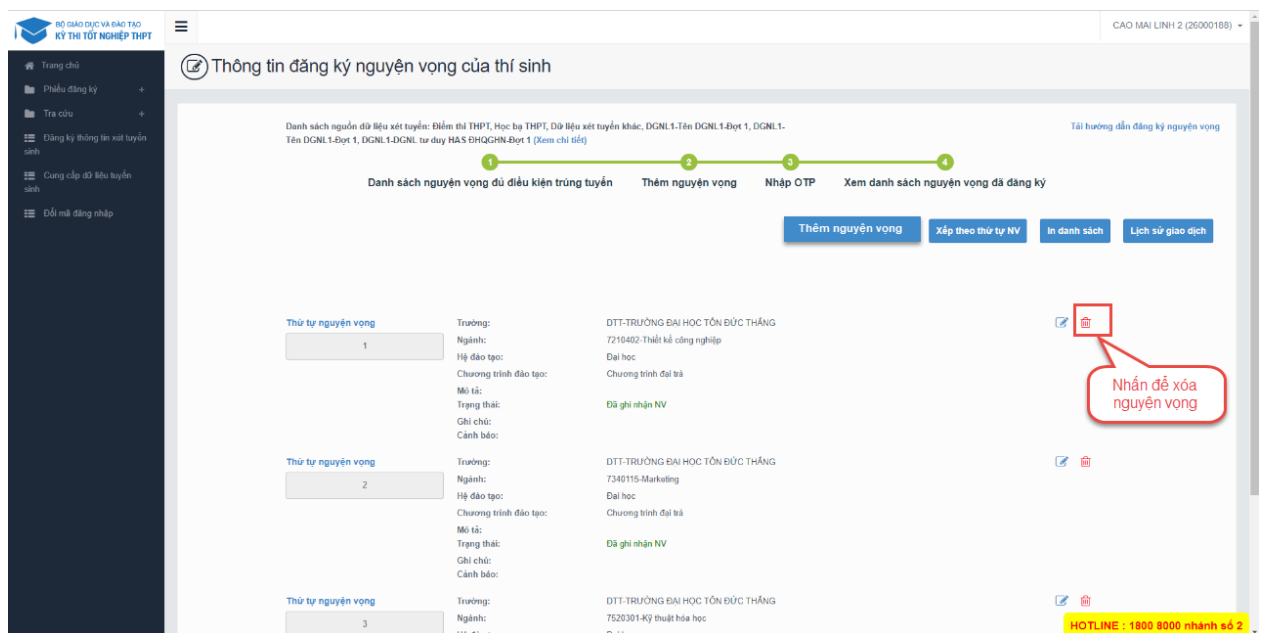 BỘ GIÁO DỤC VÀ ĐÀO TẠO
KỲ THI TỐT NGHIỆP THPT
CAO MAI LINH 2 (26000188)
Trang chủ
Phiếu đăng ký +
Tra cứu +
Đăng ký thông tin xét tuyển
sinh
Cung cấp dữ liệu tuyển
sinh
Đổi mã đăng nhập
Thông tin đăng ký nguyện vọng của thí sinh
Danh sách nguồn dữ liệu xét tuyển: Điểm thi THPT, Học bạ THPT, Dữ liệu xét tuyển khác, DGNL1-Tên DGNL1-Đợt 1, DGNL1-
Tên DGNL1-Đợt 1, DGNL1-DGNL tư duy HAS ĐHQGHN-Đợt 1 (Xem chi tiết)
Tải hướng dẫn đăng ký nguyện vọng
1 2 3 4
Danh sách nguyện vọng đủ điều kiện trúng tuyển Thêm nguyện vọng Nhập OTP Xem danh sách nguyện vọng đã đăng ký
Thêm nguyện vọng Xếp theo thứ tự NV In danh sách Lịch sử giao dịch
Thứ tự nguyện vọng
1
Trường: DTT-TRƯỜNG ĐẠI HỌC TÔN ĐỨC THẮNG
Ngành: 7210402-Thiết kế công nghiệp
Hệ đào tạo: Đại học
Chương trình đào tạo: Chương trình đại trà
Mô tả:
Trạng thái: Đã ghi nhận NV
Ghi chú:
Cảnh báo:
Nhấn để xóa
nguyện vọng
Thứ tự nguyện vọng
2
Trường: DTT-TRƯỜNG ĐẠI HỌC TÔN ĐỨC THẮNG
Ngành: 7340115-Marketing
Hệ đào tạo: Đại học
Chương trình đào tạo: Chương trình đại trà
Mô tả:
Trạng thái: Đã ghi nhận NV
Ghi chú:
Cảnh báo:
Thứ tự nguyện vọng
3
Trường: DTT-TRƯỜNG ĐẠI HỌC TÔN ĐỨC THẮNG
Ngành: 7520301-Kỹ thuật hóa học
HOTLINE : 1800 8000 nhánh số 2